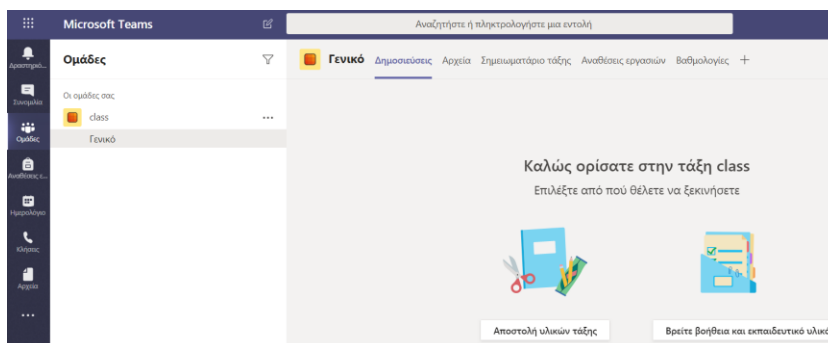 Microsoft Teams
Αναζητήστε ή πληκτρολογήστε μια εντολή
Δραστηριό...
Συνομιλία
Ομάδες
Αναθέσεις ε...
Ημερολόγιο
Κλήσεις
Αρχεία
Ομάδες
Οι ομάδες σας
class
Γενικό
Γενικό Δημοσιεύσεις Αρχεία Σημειωματάριο τάξης Αναθέσεις εργασιών Βαθμολογίες
Καλώς ορίσατε στην τάξη class
Επιλέξτε από πού θέλετε να ξεκινήσετε
Αποστολή υλικών τάξης
Βρείτε βοήθεια και εκπαιδευτικό υλικό